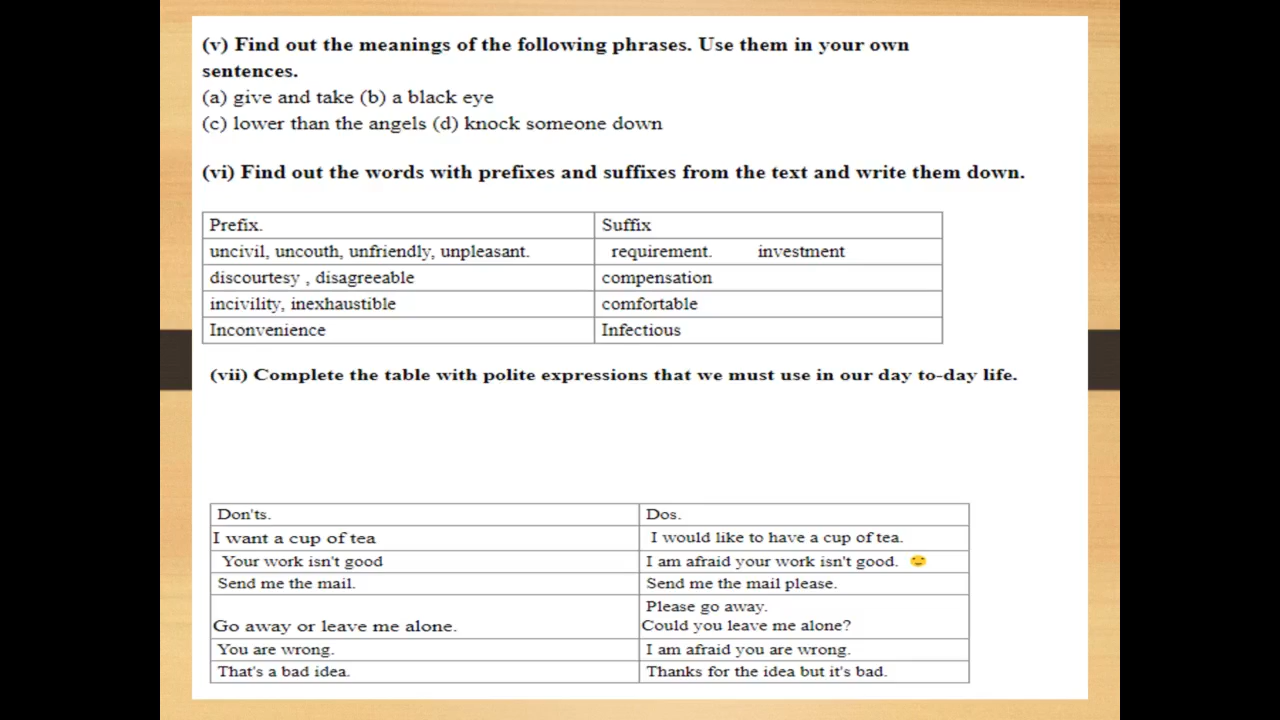 (v) Find out the meanings of the following phrases. Use them in your own
sentences.
(a) give and take (b) a black eye
(c) lower than the angels (d) knock someone down
(vi) Find out the words with prefixes and suffixes from the text and write them down.
Prefix. Suffix
uncivil, uncouth, unfriendly, unpleasant. requirement. investment
discourtesy , disagreeable compensation
incivility, inexhaustible comfortable
Inconvenience Infectious
(vii) Complete the table with polite expressions that we must use in our day to-day life.
Don'ts. Dos.
I want a cup of tea I would like to have a cup of tea.
Your work isn't good I am afraid your work isn't good.
Send me the mail. Send me the mail please.
Please go away.
Go away or leave me alone. Could you leave me alone?
You are wrong. I am afraid you are wrong.
That's a bad idea. Thanks for the idea but it's bad.